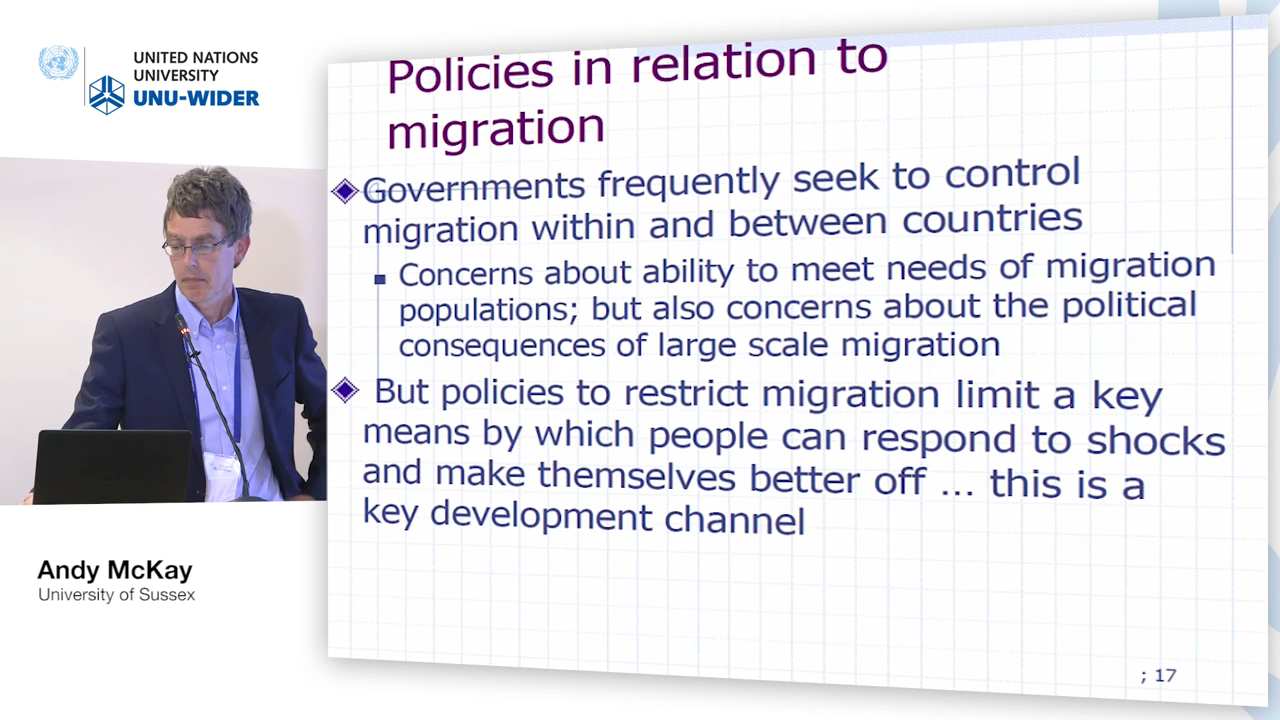 UNITED NATIONS
UNIVERSITY
UNU-WIDER
Policies in relation to
migration
Governments frequently seek to control
migration within and between countries
Concerns about ability to meet needs of migration
populations; but also concerns about the political
consequences of large scale migration
But policies to restrict migration limit a key
means by which people can respond to shocks
and make themselves better off ... this is a
key development channel
; 17
Andy McKay
University of Sussex